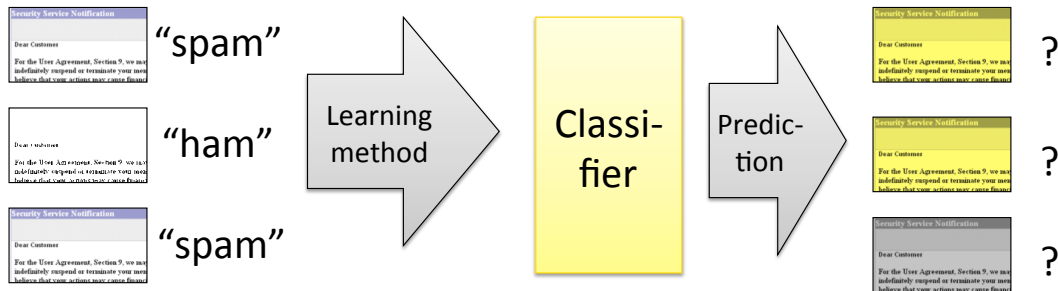 Security Service Notification
Dear Customer
For the User Agreement, Section 9, we may
indefinitely suspend or terminate your mem
believe that your actions may cause financ
“spam”
Dear Customer
For the User Agreement, Section 9, we may
indefinitely suspend or terminate your mem
believe that your actions may cause financ
“ham”
Security Service Notification
Dear Customer
For the User Agreement, Section 9, we may
indefinitely suspend or terminate your mem
believe that your actions may cause financ
“spam”
Learning
method
Classi-
fier
Predic-
tion
Security Service Notification
Dear Customer
For the User Agreement, Section 9, we may
indefinitely suspend or terminate your mem
believe that your actions may cause financ
?
Dear Customer
For the User Agreement, Section 9, we may
indefinitely suspend or terminate your mem
believe that your actions may cause financ
?
Security Service Notification
Dear Customer
For the User Agreement, Section 9, we may
indefinitely suspend or terminate your mem
believe that your actions may cause financ
?